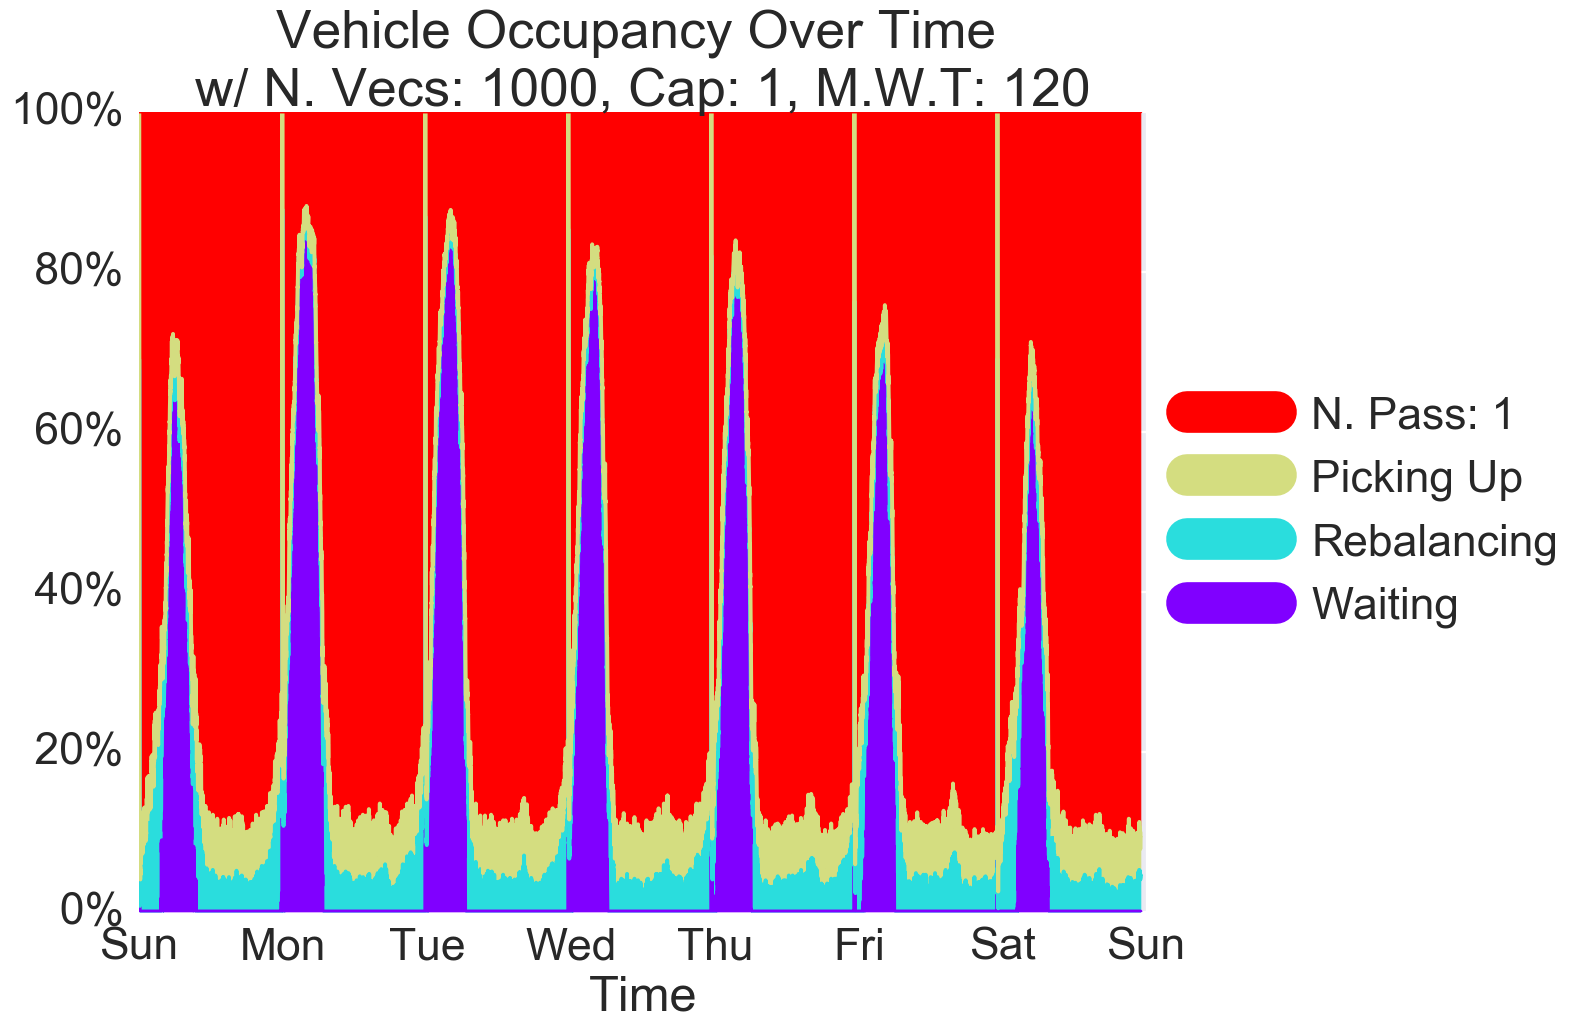 Vehicle Occupancy Over Time
w/ N. Vecs: 1000, Cap: 1, M.W.T: 120
100%
80%
60%
40%
20%
0%
Sun Mon Tue Wed Thu Fri Sat Sun
Time
N. Pass: 1
Picking Up
Rebalancing
Waiting